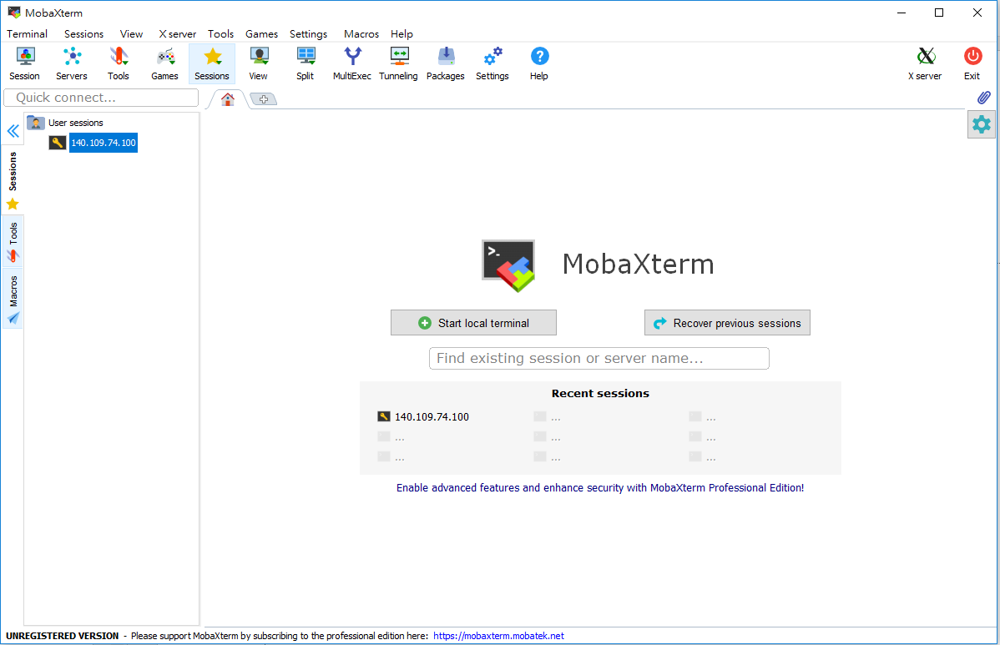 MobaXterm
Terminal Sessions View X server Tools Games Settings Macros Help
Session Servers Tools Games Sessions View Split MultiExec Tunneling Packages Settings Help X server Exit
Quick connect...
User sessions
140.109.74.100
Sessions
Tools
Macros
>_
MobaXterm
Start local terminal Recover previous sessions
Find existing session or server name...
Recent sessions
140.109.74.100 ... ...
... ... ...
... ... ...
Enable advanced features and enhance security with MobaXterm Professional Edition!
UNREGISTERED VERSION - Please support MobaXterm by subscribing to the professional edition here: https://mobaxterm.mobatek.net